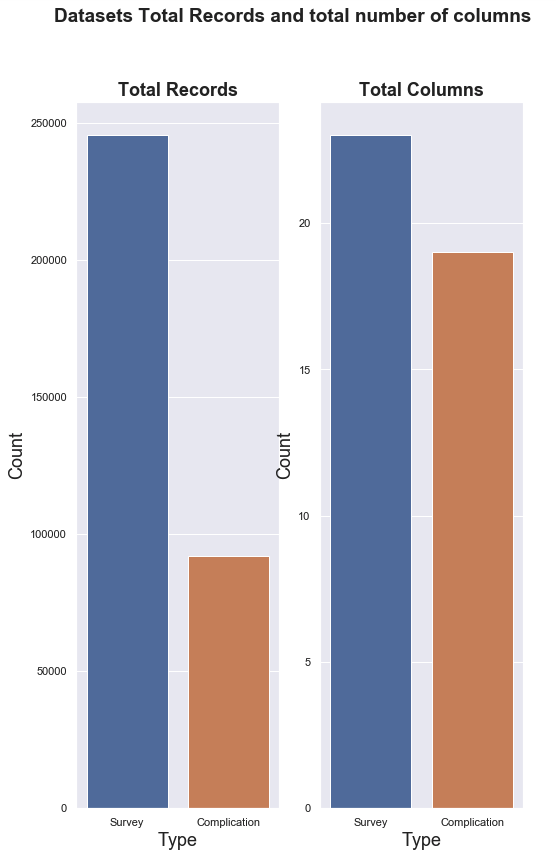 Datasets Total Records and total number of columns
Total Records
Count
250000
200000
150000
100000
50000
0
Survey
Complication
Type
Total Columns
Count
20
15
10
5
0
Survey
Complication
Type